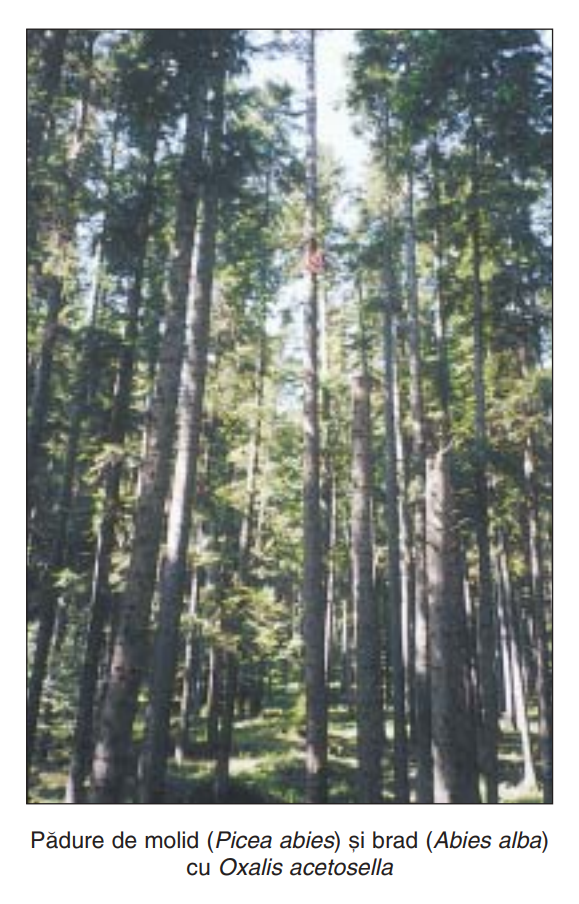 Pădure de molid (Picea abies) și brad (Abies alba)
cu Oxalis acetosella